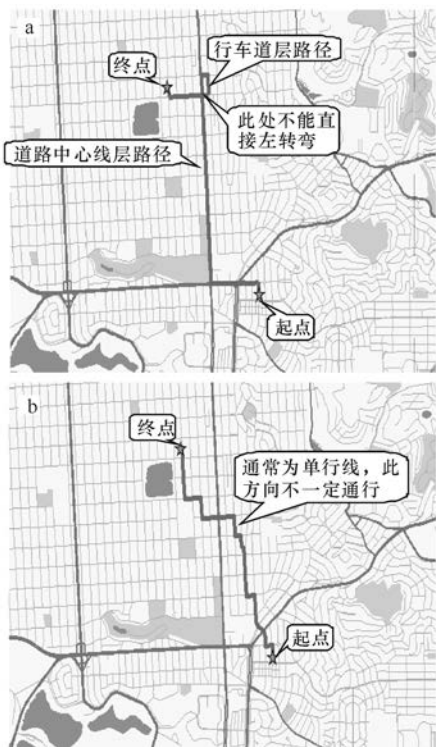 a
行车道层路径
终点
此处不能直
接左转弯
道路中心线层路径
起点
b
终点
通常为单行线，此
方向不一定通行
起点